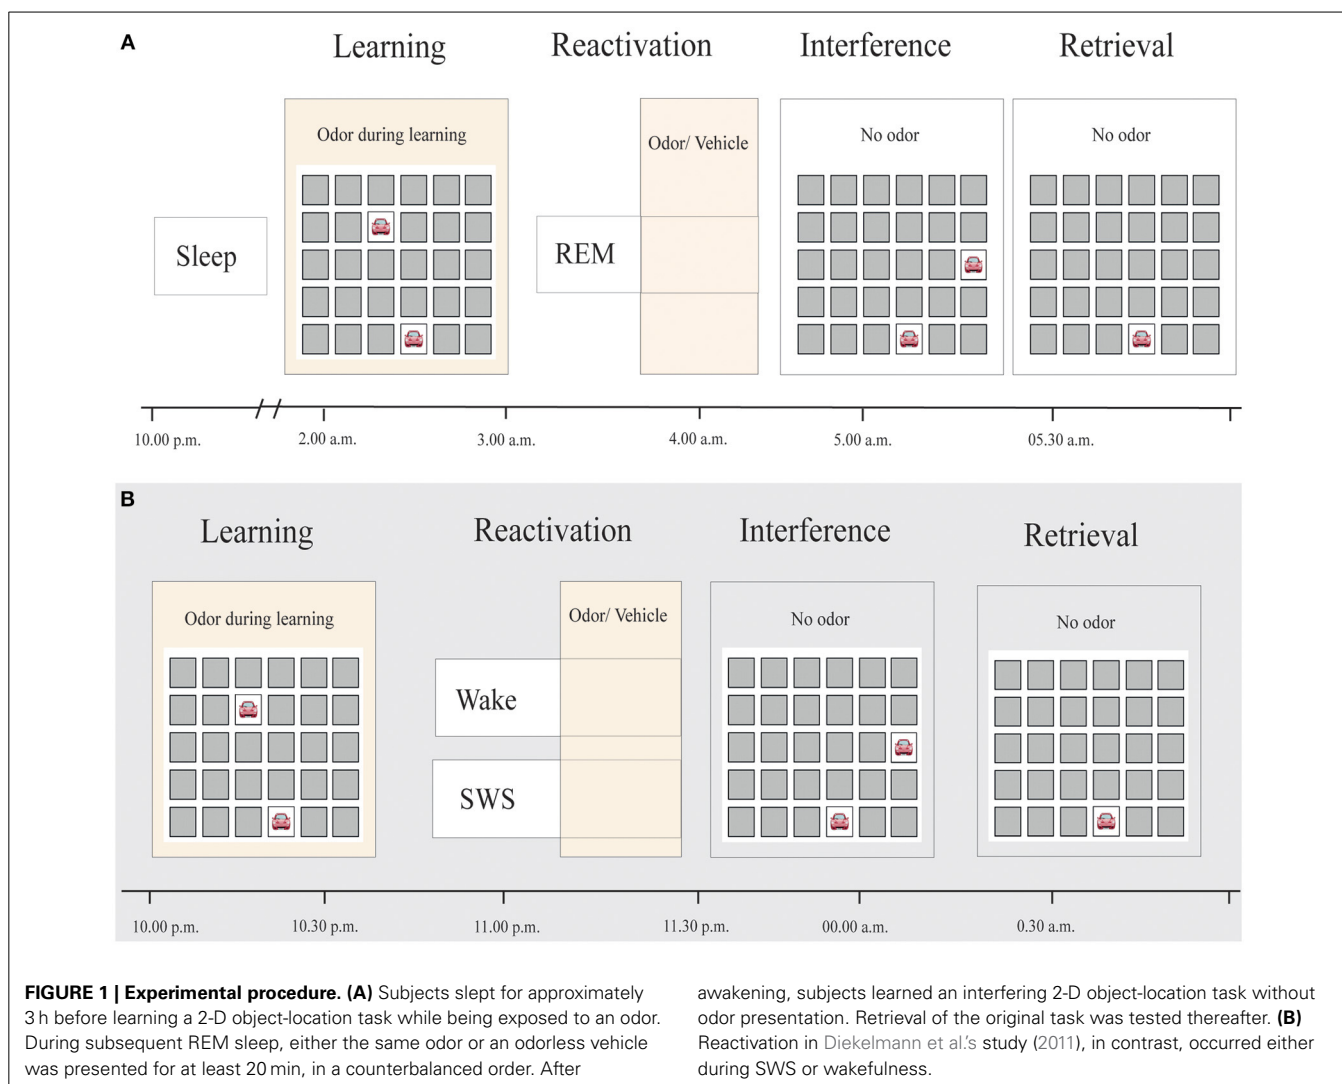 A
Learning
Reactivation
Interference
Retrieval
Odor during learning
Odor/ Vehicle
No odor
No odor
Sleep
REM
10.00 p.m.
2.00 a.m.
3.00 a.m.
4.00 a.m.
5.00 a.m.
05.30 a.m.
B
Learning
Reactivation
Interference
Retrieval
Odor during learning
Odor/ Vehicle
No odor
No odor
Wake
SWS
10.00 p.m.
10.30 p.m.
11.00 p.m.
11.30 p.m.
00.00 a.m.
0.30 a.m.
FIGURE 1 | Experimental procedure. (A) Subjects slept for approximately
3 h before learning a 2-D object-location task while being exposed to an odor.
During subsequent REM sleep, either the same odor or an odorless vehicle
was presented for at least 20 min, in a counterbalanced order. After
awakening, subjects learned an interfering 2-D object-location task without
odor presentation. Retrieval of the original task was tested thereafter. (B)
Reactivation in Diekelmann et al.'s study (2011), in contrast, occurred either
during SWS or wakefulness.